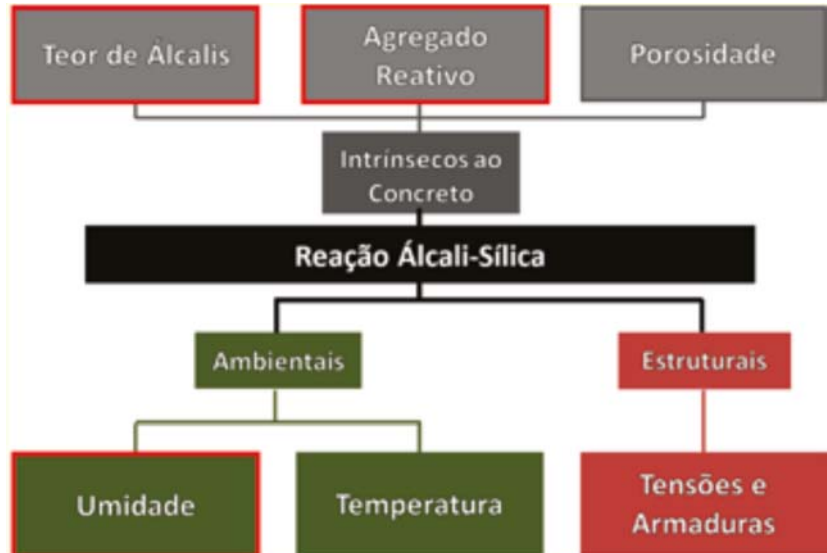 Teor de Álcalis
Agregado
Reativo
Porosidade
Intrínsecos ao
Concreto
Reação Álcali-Sílica
Ambientais
Estruturais
Umidade
Temperatura
Tensões e
Armaduras